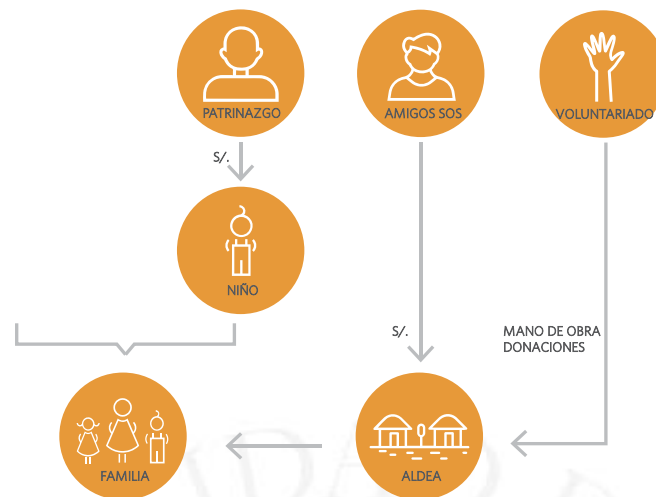 PATRINAZGO
AMIGOS SOS
VOLUNTARIADO
S/.
NIÑO
S/.
MANO DE OBRA
DONACIONES
FAMILIA
ALDEA